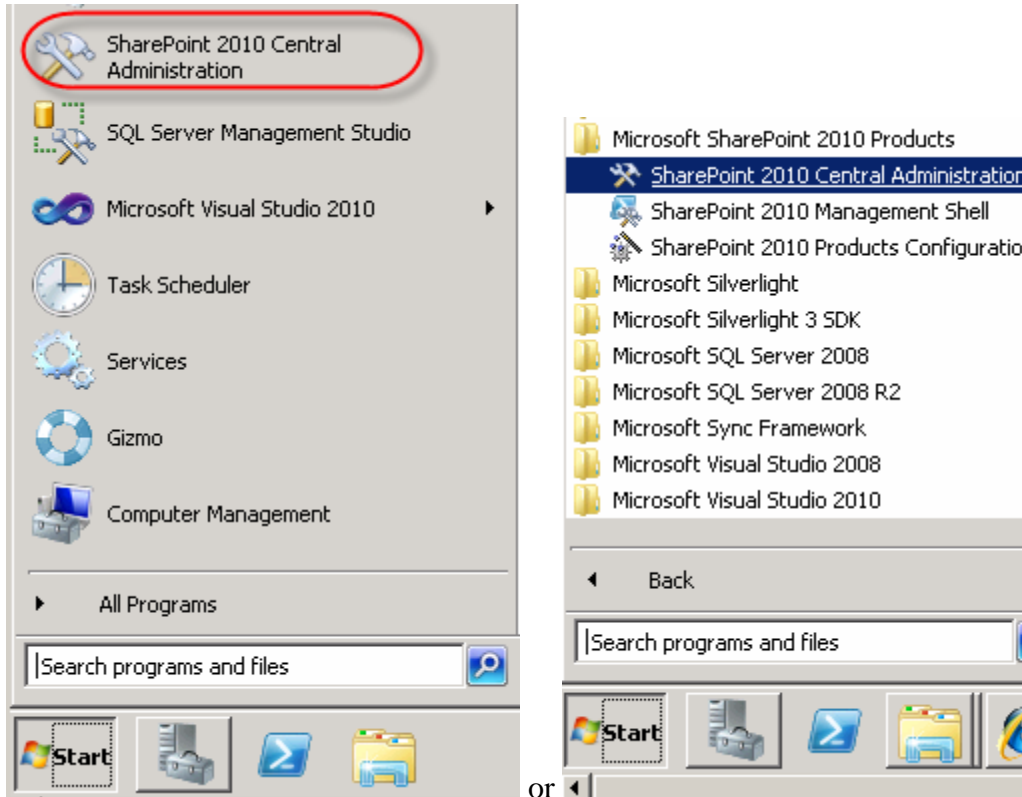 SharePoint 2010 Central
Administration
SQL Server Management Studio
Microsoft Visual Studio 2010
Task Scheduler
Services
Gizmo
Computer Management
All Programs
Search programs and files
Start
or
Microsoft SharePoint 2010 Products
SharePoint 2010 Central Administration
SharePoint 2010 Management Shell
SharePoint 2010 Products Configuratio
Microsoft Silverlight
Microsoft Silverlight 3 SDK
Microsoft SQL Server 2008
Microsoft SQL Server 2008 R2
Microsoft Sync Framework
Microsoft Visual Studio 2008
Microsoft Visual Studio 2010
Back
Search programs and files
Start